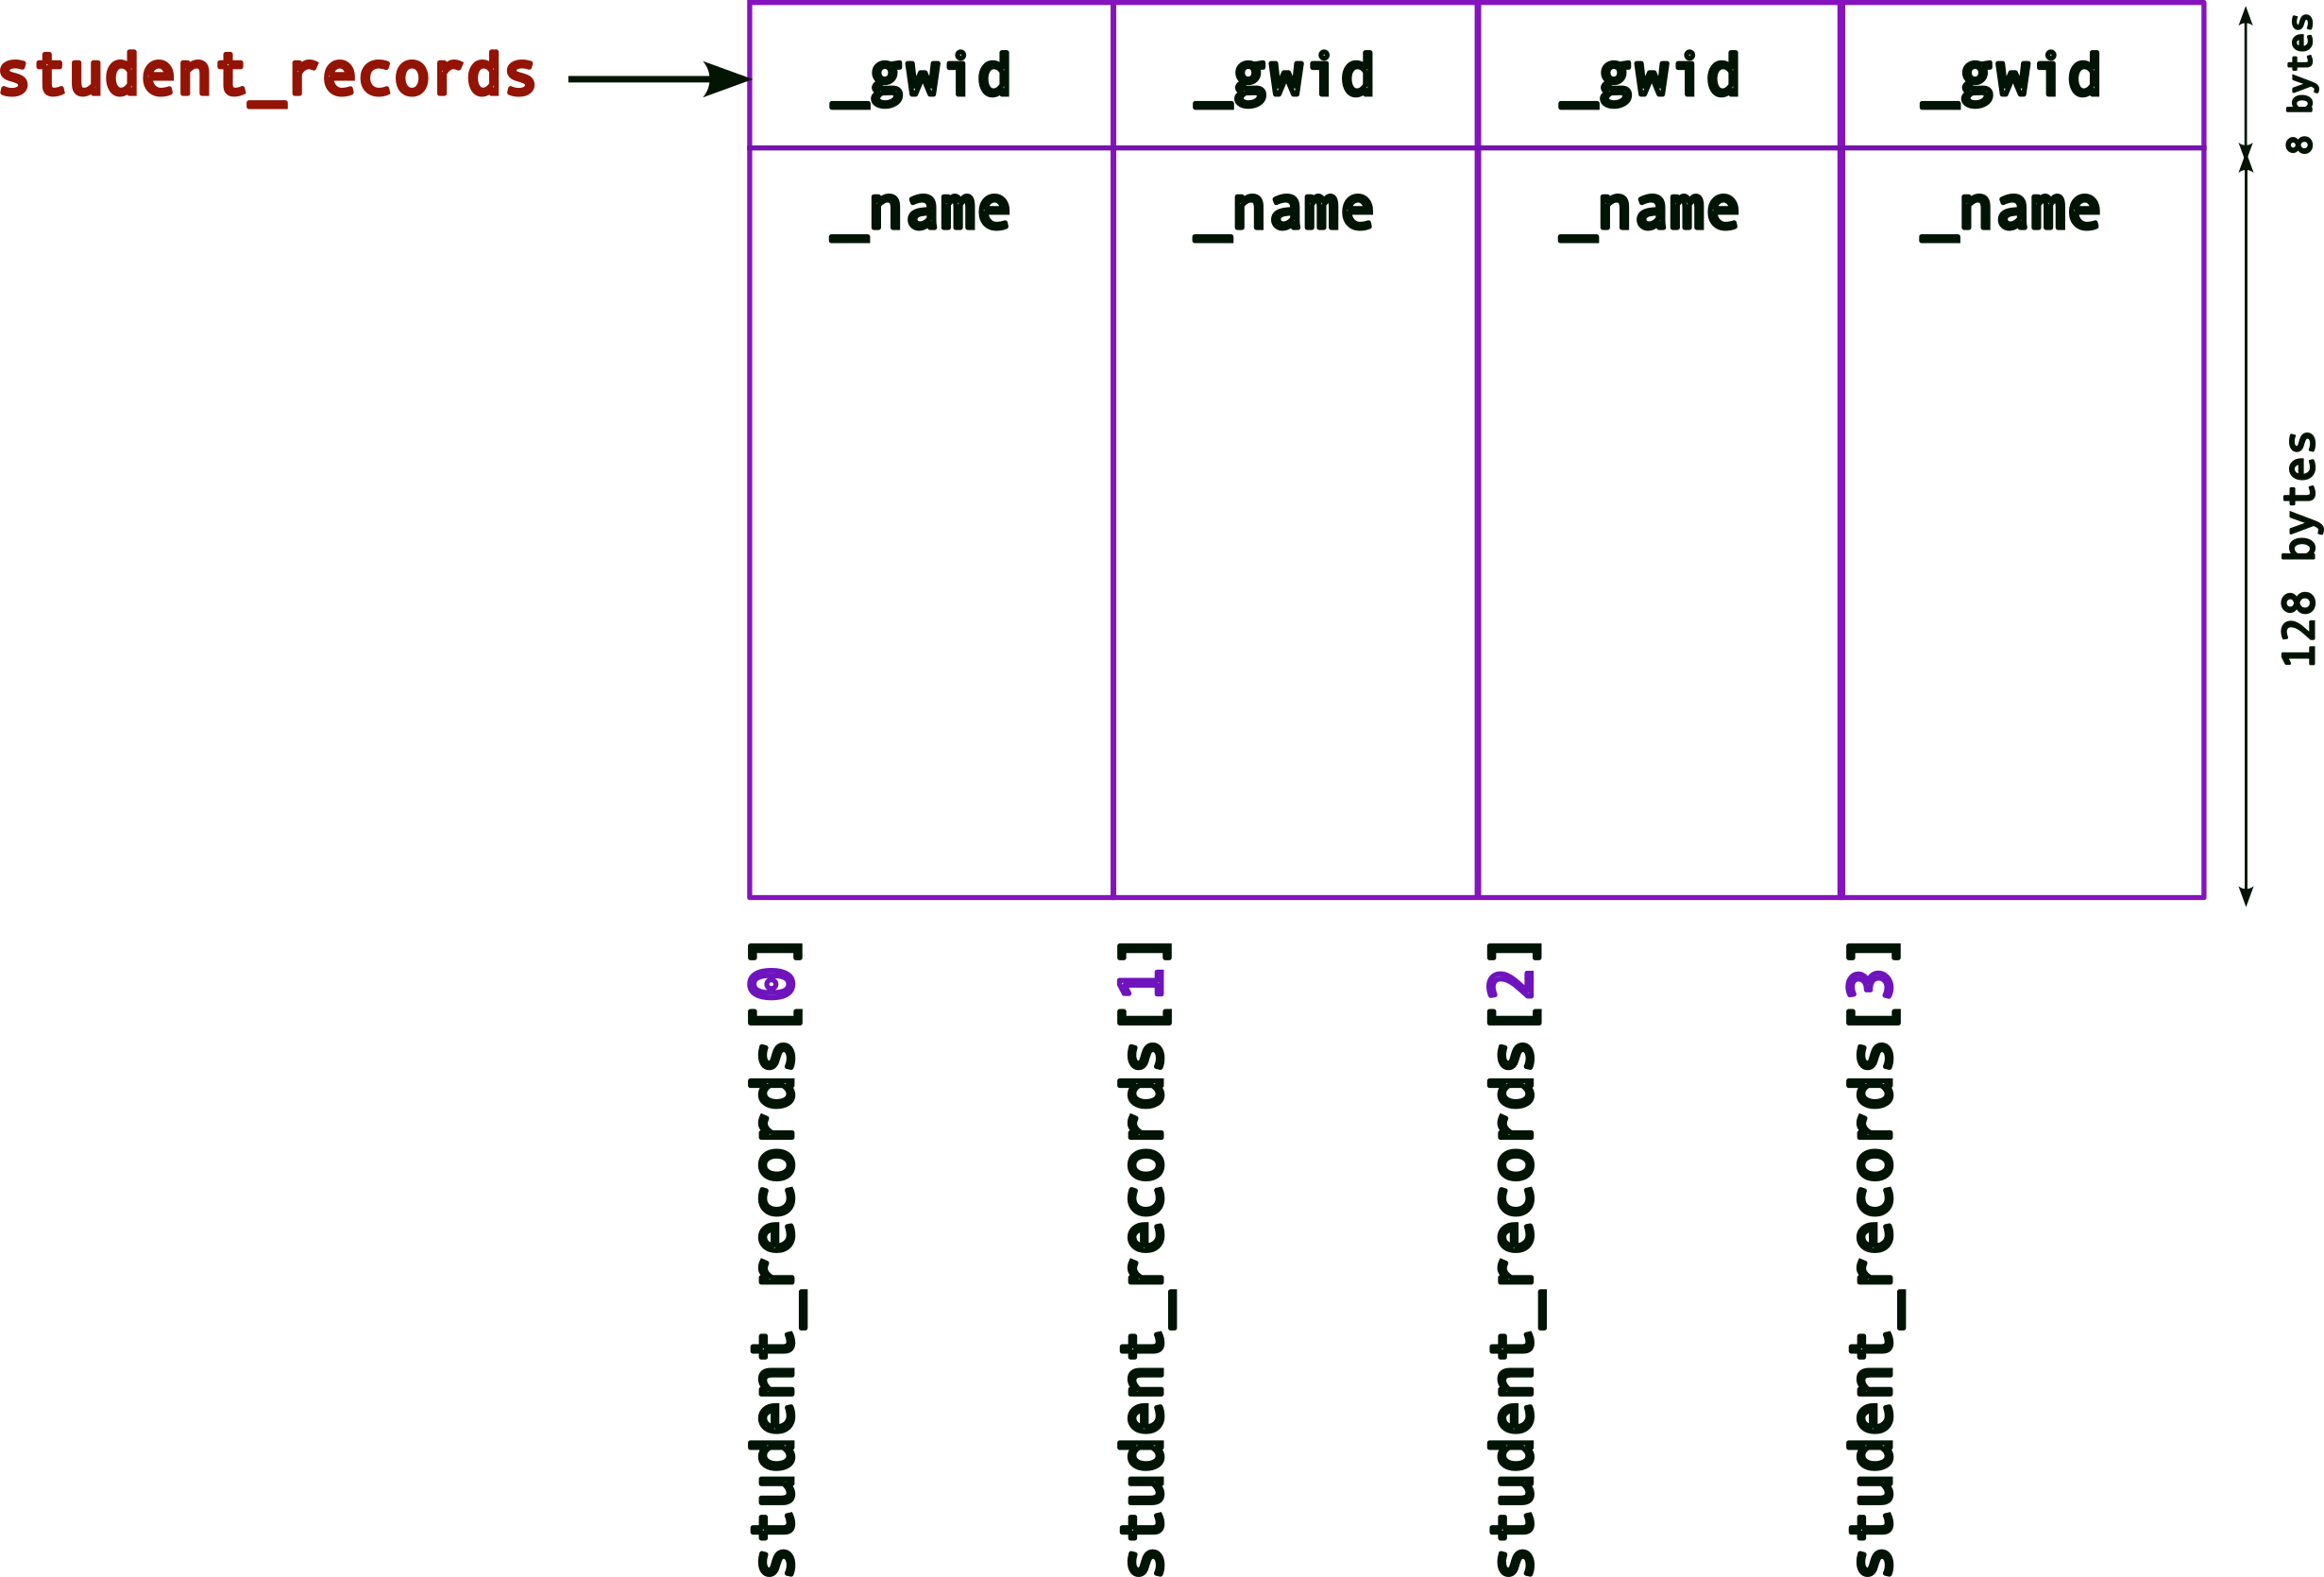 student_records
_gwid _gwid _gwid _gwid
8 bytes
_name _name _name _name
128 bytes
student_records[0]
student_records[1]
student_records[2]
student_records[3]